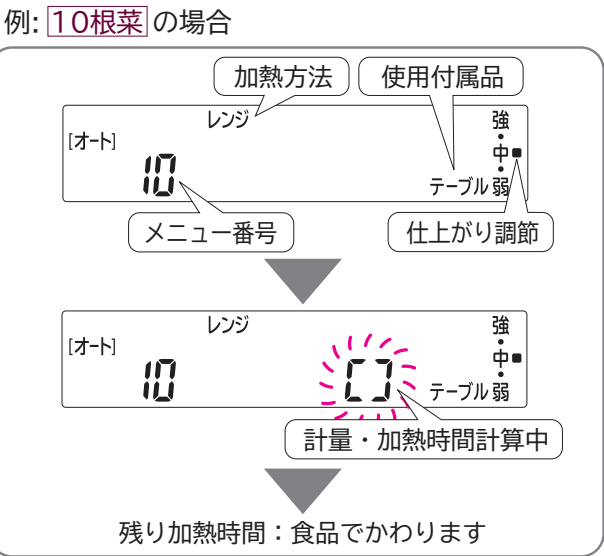 例: 10根菜 の場合
加熱方法 使用付属品
レンジ 強
[オート] ・
中■
10 ・
テーブル 弱
メニュー番号 仕上がり調節
レンジ 強
[オート] ・
中■
10 [ ] ・
テーブル 弱
計量・加熱時間計算中
残り加熱時間：食品でかわります